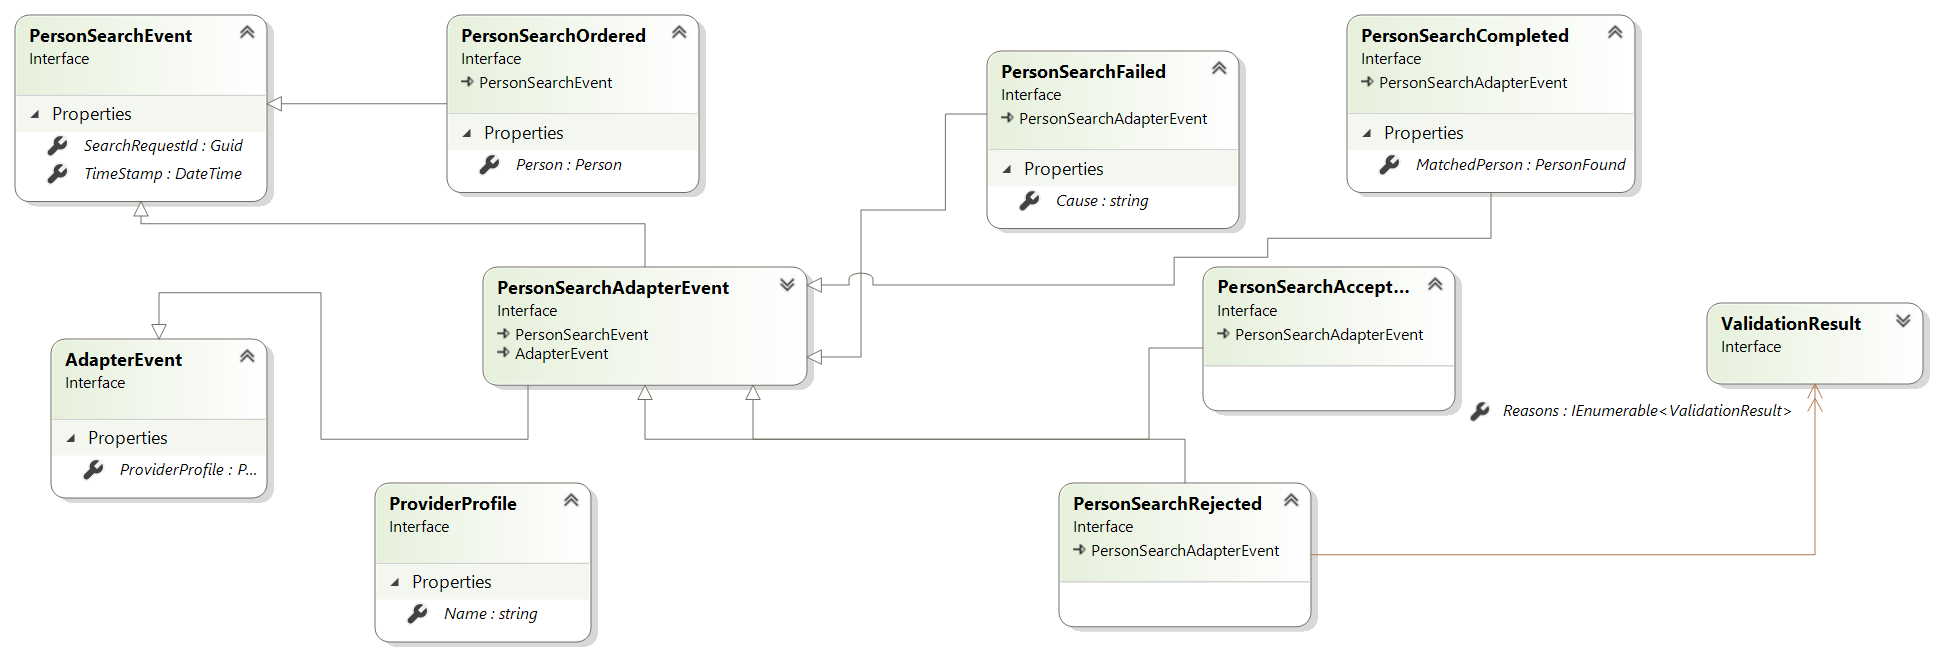 PersonSearchEvent
Interface
Properties
SearchRequestId : Guid
TimeStamp : DateTime
PersonSearchOrdered
Interface
PersonSearchEvent
Properties
Person : Person
PersonSearchFailed
Interface
PersonSearchAdapterEvent
Properties
Cause : string
PersonSearchCompleted
Interface
PersonSearchAdapterEvent
Properties
MatchedPerson : PersonFound
PersonSearchAdapterEvent
Interface
PersonSearchEvent
AdapterEvent
PersonSearchAccept...
Interface
PersonSearchAdapterEvent
ValidationResult
Interface
Reasons : IEnumerable<ValidationResult>
AdapterEvent
Interface
Properties
ProviderProfile : P...
ProviderProfile
Interface
Properties
Name : string
PersonSearchRejected
Interface
PersonSearchAdapterEvent